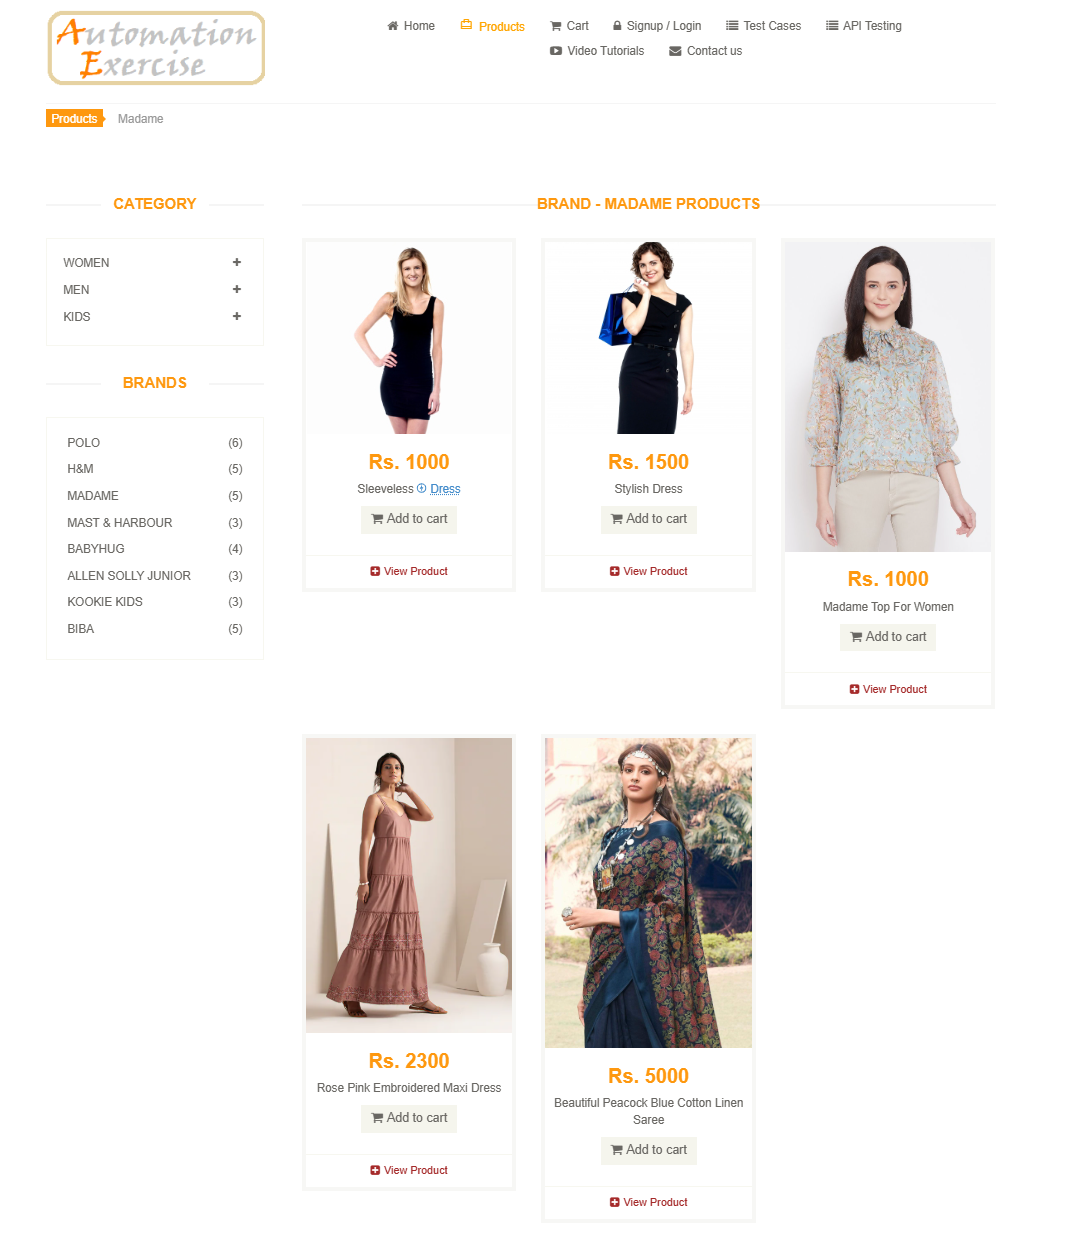 Automation
Exercise
Home
Products
Cart
Signup / Login
Test Cases
API Testing
Video Tutorials
Contact us
Products
Madame
CATEGORY
WOMEN
MEN
KIDS
BRANDS
POLO (6)
H&M (5)
MADAME (5)
MAST & HARBOUR (3)
BABYHUG (4)
ALLEN SOLLY JUNIOR (3)
KOOKIE KIDS (3)
BIBA (5)
BRAND - MADAME PRODUCTS
Rs. 1000
Sleeveless Dress
Add to cart
View Product
Rs. 1500
Stylish Dress
Add to cart
View Product
Rs. 1000
Madame Top For Women
Add to cart
View Product
Rs. 2300
Rose Pink Embroidered Maxi Dress
Add to cart
View Product
Rs. 5000
Beautiful Peacock Blue Cotton Linen
Saree
Add to cart
View Product